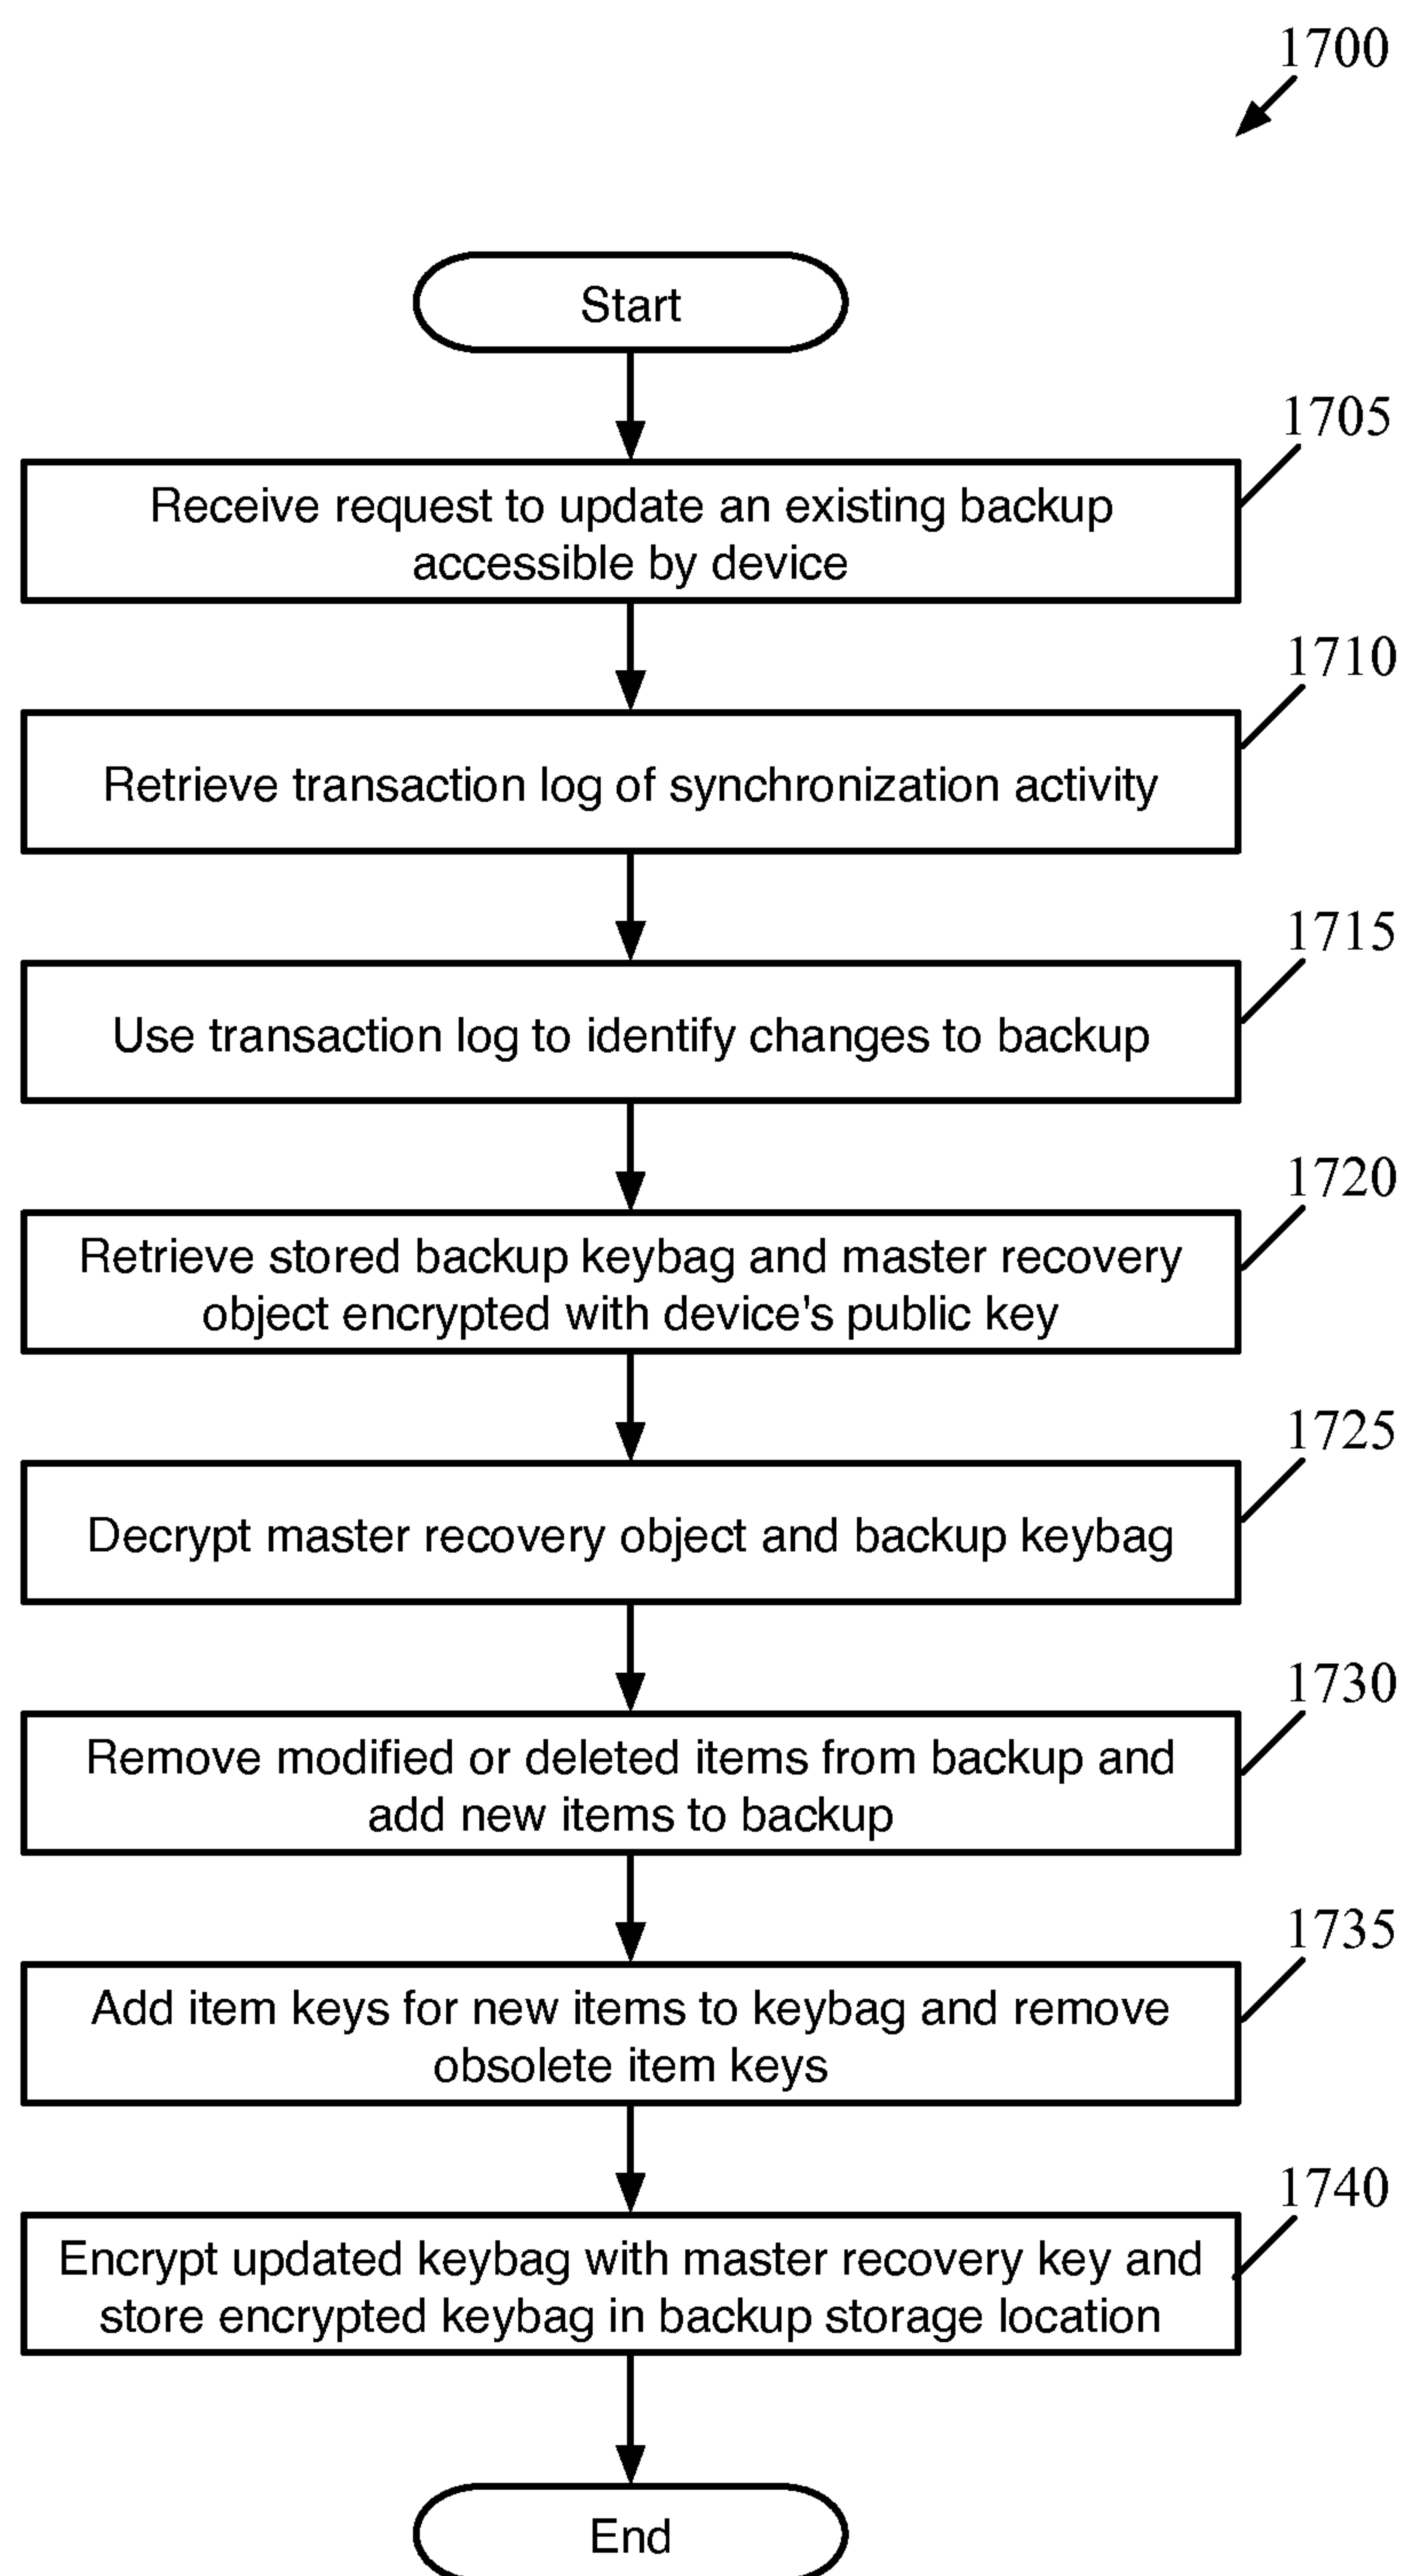 1700
Start
1705
Receive request to update an existing backup
accessible by device
1710
Retrieve transaction log of synchronization activity
1715
Use transaction log to identify changes to backup
1720
Retrieve stored backup keybag and master recovery
object encrypted with device's public key
1725
Decrypt master recovery object and backup keybag
1730
Remove modified or deleted items from backup and
add new items to backup
1735
Add item keys for new items to keybag and remove
obsolete item keys
1740
Encrypt updated keybag with master recovery key and
store encrypted keybag in backup storage location
End